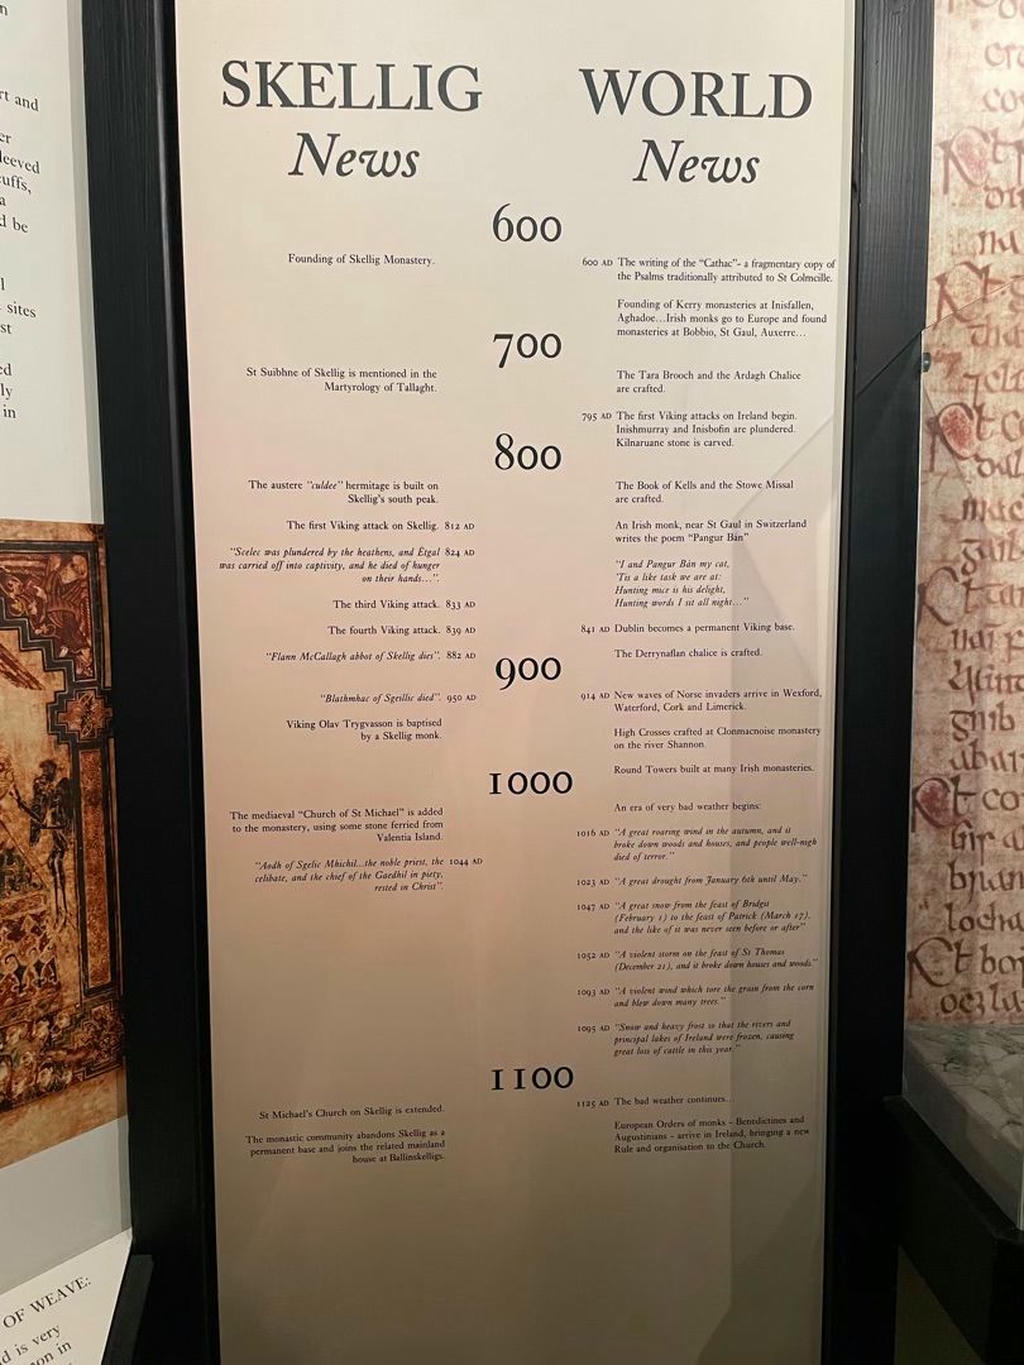 SKELLIG
News
WORLD
News
600
Founding of Skellig Monastery.
600 AD The writing of the "Cathac"- a fragmentary copy of
the Psalms traditionally attributed to St Colmcille.
Founding of Kerry monasteries at Inisfallen,
Aghadoe...Irish monks go to Europe and found
monasteries at Bobbio, St Gaul, Auxerre...
700
St Suibhne of Skellig is mentioned in the
Martyrology of Tallaght.
The Tara Brooch and the Ardagh Chalice
are crafted.
795 AD The first Viking attacks on Ireland begin.
Inishmurray and Inisbofin are plundered.
Kilnaruane stone is carved.
800
The austere "culdee" hermitage is built on
Skellig's south peak.
The first Viking attack on Skellig. 812 AD
"Scelec was plundered by the heathens, and Étgal 824 AD
was carried off into captivity, and he died of hunger
on their hands...".
The third Viking attack. 833 AD
The fourth Viking attack. 839 AD
"Flann McCallagh abbot of Skellig dies". 882 AD
The Book of Kells and the Stowe Missal
are crafted.
An Irish monk, near St Gaul in Switzerland
writes the poem "Pangur Bán"
"I and Pangur Bán my cat,
'Tis a like task we are at:
Hunting mice is his delight,
Hunting words I sit all night..."
841 AD Dublin becomes a permanent Viking base.
The Derrynaflan chalice is crafted.
900
"Blathmhac of Sgeillic died". 950 AD
Viking Olav Trygvasson is baptised
by a Skellig monk.
914 AD New waves of Norse invaders arrive in Wexford,
Waterford, Cork and Limerick.
High Crosses crafted at Clonmacnoise monastery
on the river Shannon.
Round Towers built at many Irish monasteries.
1000
The mediaeval "Church of St Michael" is added
to the monastery, using some stone ferried from
Valentia Island.
"Aodh of Sgelic Mhichil...the noble priest, the 1044 AD
celibate, and the chief of the Gaedhil in piety,
rested in Christ".
An era of very bad weather begins:
1016 AD "A great roaring wind in the autumn, and it
broke down woods and houses, and people well-nigh
died of terror."
1023 AD "A great drought from January 6th until May."
1047 AD "A great snow from the feast of Bridgit
(February 1) to the feast of Patrick (March 17),
and the like of it was never seen before or after"
1052 AD "A violent storm on the feast of St Thomas
(December 21), and it broke down houses and woods."
1093 AD "A violent wind which tore the grain from the corn
and blew down many trees."
1095 AD "Snow and heavy frost so that the rivers and
principal lakes of Ireland were frozen, causing
great loss of cattle in this year."
1100
St Michael's Church on Skellig is extended.
The monastic community abandons Skellig as a
permanent base and joins the related mainland
house at Ballinskelligs.
1125 AD The bad weather continues...
European Orders of monks - Benedictines and
Augustinians - arrive in Ireland, bringing a new
Rule and organisation to the Church.
OF WEAVE:
is very
in